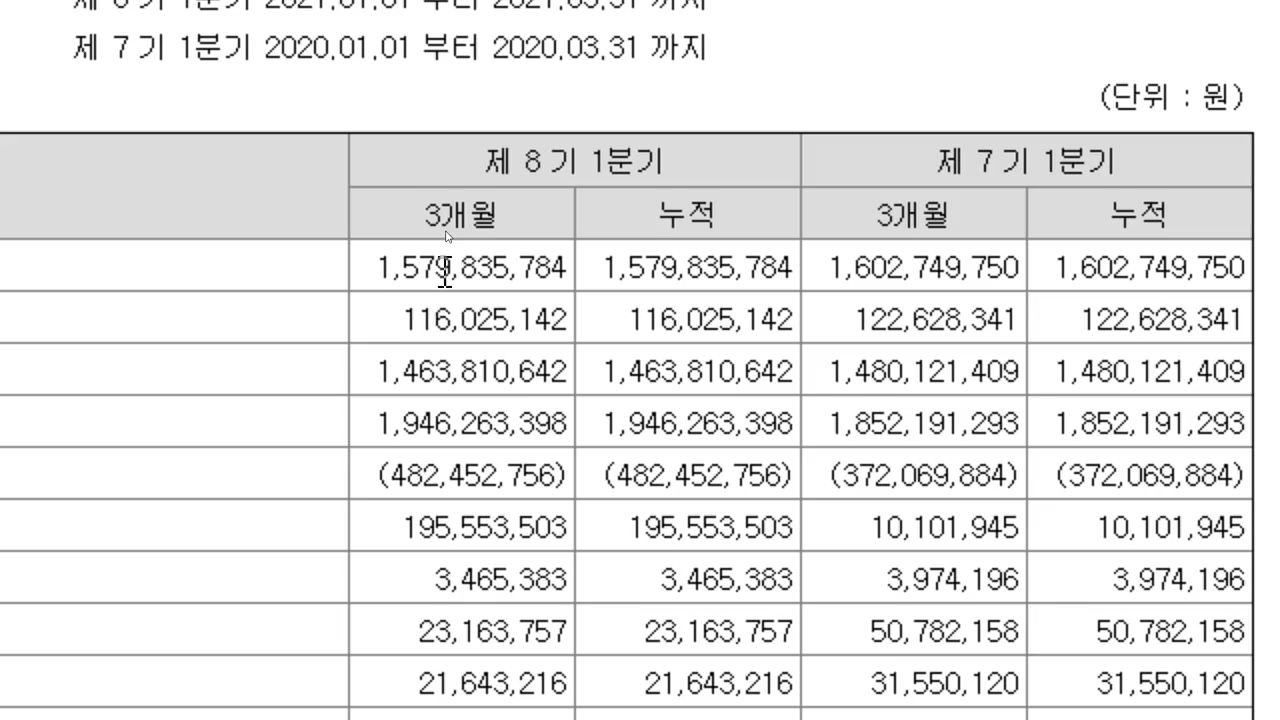 제 7 기 1분기 2020.01.01 부터 2020.03.31 까지
(단위 : 원)
제 8 기 1분기 제 7 기 1분기
3개월 누적 3개월 누적
1,579,835,784 1,579,835,784 1,602,749,750 1,602,749,750
116,025,142 116,025,142 122,628,341 122,628,341
1,463,810,642 1,463,810,642 1,480,121,409 1,480,121,409
1,946,263,398 1,946,263,398 1,852,191,293 1,852,191,293
(482,452,756) (482,452,756) (372,069,884) (372,069,884)
195,553,503 195,553,503 10,101,945 10,101,945
3,465,383 3,465,383 3,974,196 3,974,196
23,163,757 23,163,757 50,782,158 50,782,158
21,643,216 21,643,216 31,550,120 31,550,120